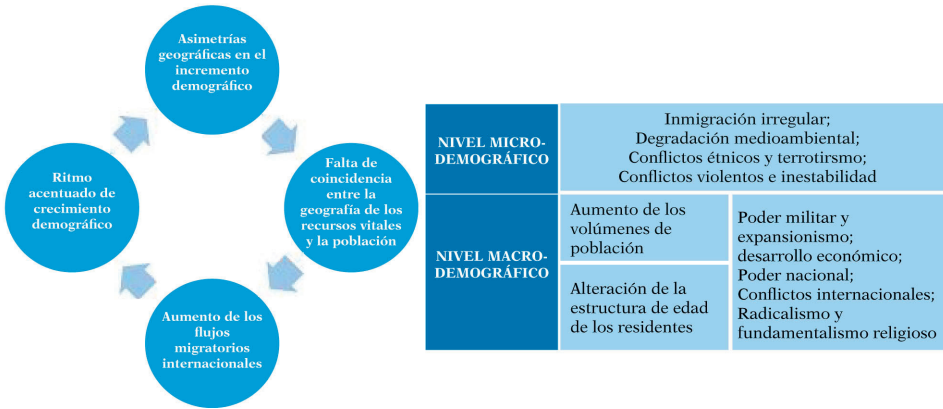 Asimetrías
geográficas en el
incremento
demográfico
Falta de
coincidencia
entre la
geografía de los
recursos vitales
y la población
Aumento de los
flujos
migratorios
internacionales
Ritmo
acentuado de
crecimiento
demográfico
NIVEL MICRO-
DEMOGRÁFICO
Inmigración irregular;
Degradación medioambiental;
Conflictos étnicos y terrotirsmo;
Conflictos violentos e inestabilidad
NIVEL MACRO-
DEMOGRÁFICO
Aumento de los
volúmenes de
población
Alteración de la
estructura de edad
de los residentes
Poder militar y
expansionismo;
desarrollo económico;
Poder nacional;
Conflictos internacionales;
Radicalismo y
fundamentalismo religioso